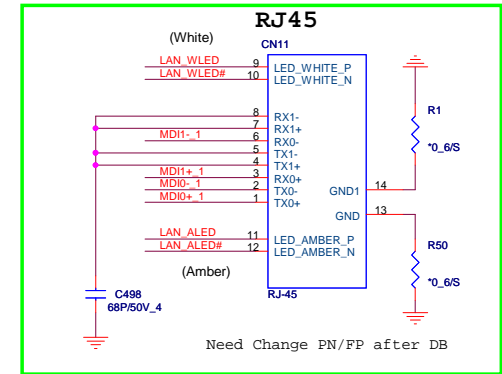 RJ45
(White)
CN11
LAN_WLED 9 LED_WHITE_P
LAN_WLED# 10 LED_WHITE_N
8 RX1-
7 RX1+
MDI1-_1 6 RX0-
5 TX1-
4 TX1+
MDI1+_1 3 RX0+
MDI0-_1 2 TX0-
MDI0+_1 1 TX0+
GND1 14
GND 13
LAN_ALED 11 LED_AMBER_P
LAN_ALED# 12 LED_AMBER_N
(Amber)
RJ-45
R1
*0_6/S
R50
*0_6/S
C498
68P/50V_4
Need Change PN/FP after DB